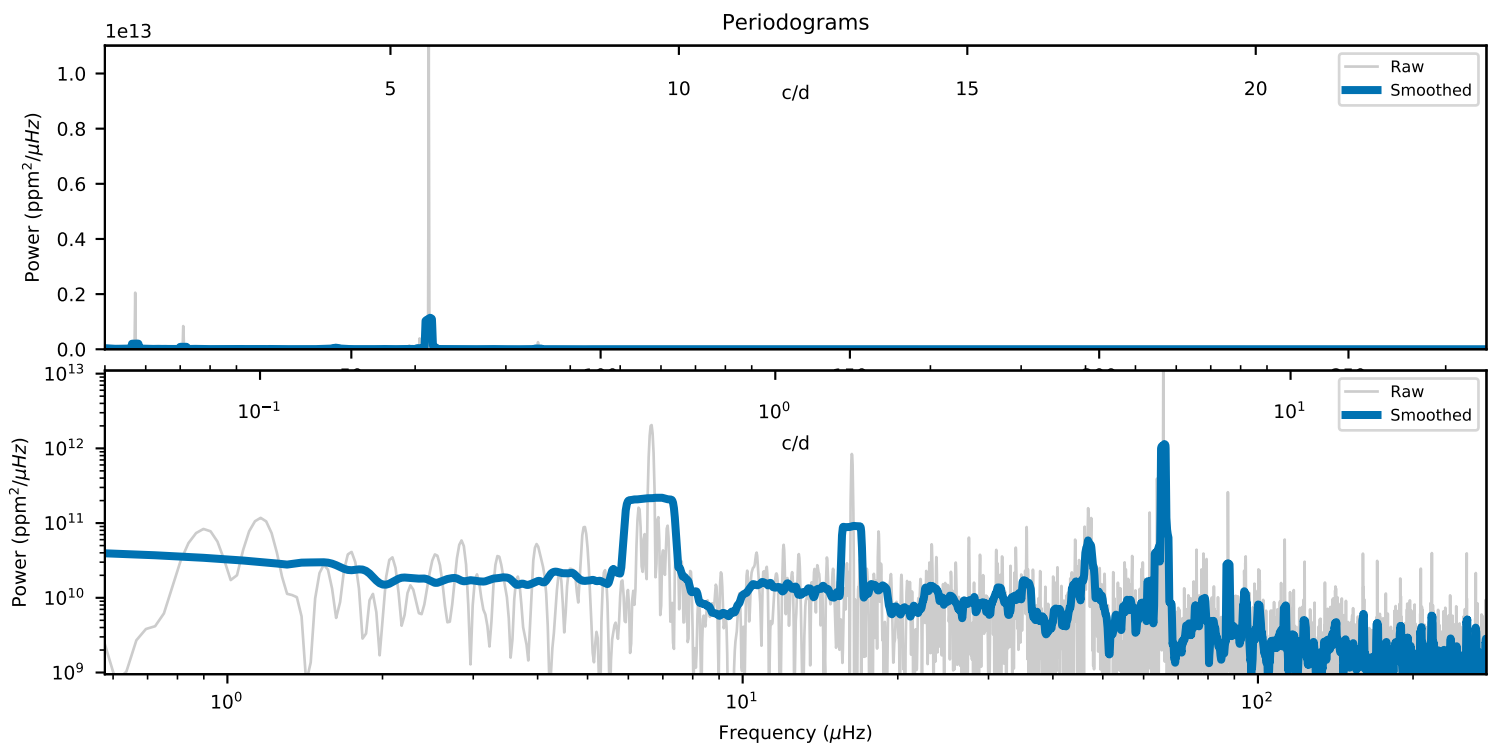 Periodograms
1e13
Raw
Smoothed
5 10 15 20
c/d
1.0
0.8
0.6
0.4
0.2
0.0
Power (ppm²/μHz)
Raw
Smoothed
10⁻¹ 10⁰ 10¹
c/d
10¹³
10¹²
10¹¹
10¹⁰
10⁹
Power (ppm²/μHz)
10⁰ 10¹ 10²
Frequency (μHz)